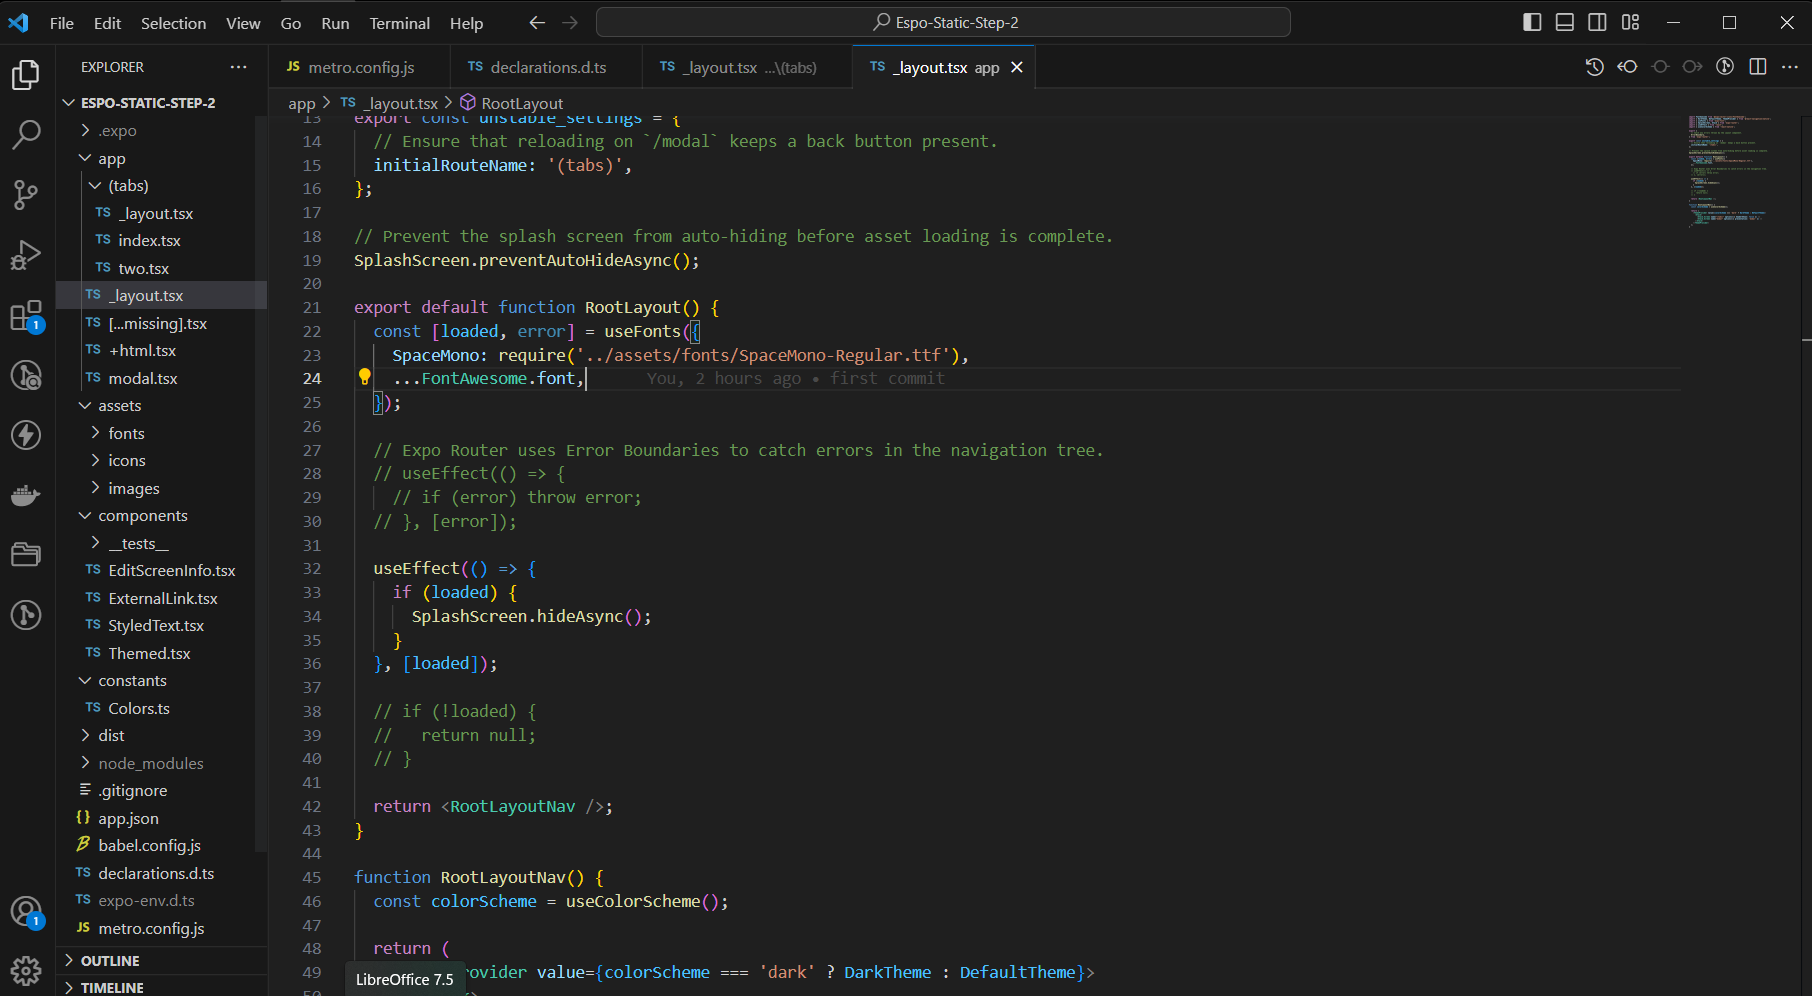 File Edit Selection View Go Run Terminal Help
Espo-Static-Step-2
EXPLORER
ESPO-STATIC-STEP-2
.expo
app
(tabs)
TS _layout.tsx
TS index.tsx
TS two.tsx
TS _layout.tsx
TS [...missing].tsx
TS +html.tsx
TS modal.tsx
assets
fonts
icons
images
components
__tests__
TS EditScreenInfo.tsx
TS ExternalLink.tsx
TS StyledText.tsx
TS Themed.tsx
constants
TS Colors.ts
dist
node_modules
.gitignore
{} app.json
babel.config.js
TS declarations.d.ts
TS expo-env.d.ts
JS metro.config.js
OUTLINE
TIMELINE
1
1
JS metro.config.js
TS declarations.d.ts
TS _layout.tsx ...\(tabs)
TS _layout.tsx app
app > TS _layout.tsx > RootLayout
13 export const unstable_settings = {
14 // Ensure that reloading on `/modal` keeps a back button present.
15 initialRouteName: '(tabs)',
16 };
17
18 // Prevent the splash screen from auto-hiding before asset loading is complete.
19 SplashScreen.preventAutoHideAsync();
20
21 export default function RootLayout() {
22 const [loaded, error] = useFonts({
23 SpaceMono: require('../assets/fonts/SpaceMono-Regular.ttf'),
24 ...FontAwesome.font, You, 2 hours ago • first commit
25 });
26
27 // Expo Router uses Error Boundaries to catch errors in the navigation tree.
28 // useEffect(() => {
29 // if (error) throw error;
30 // }, [error]);
31
32 useEffect(() => {
33 if (loaded) {
34 SplashScreen.hideAsync();
35 }
36 }, [loaded]);
37
38 // if (!loaded) {
39 // return null;
40 // }
41
42 return <RootLayoutNav />;
43 }
44
45 function RootLayoutNav() {
46 const colorScheme = useColorScheme();
47
48 return (
49 rovider value={colorScheme === 'dark' ? DarkTheme : DefaultTheme}>
50 >
LibreOffice 7.5